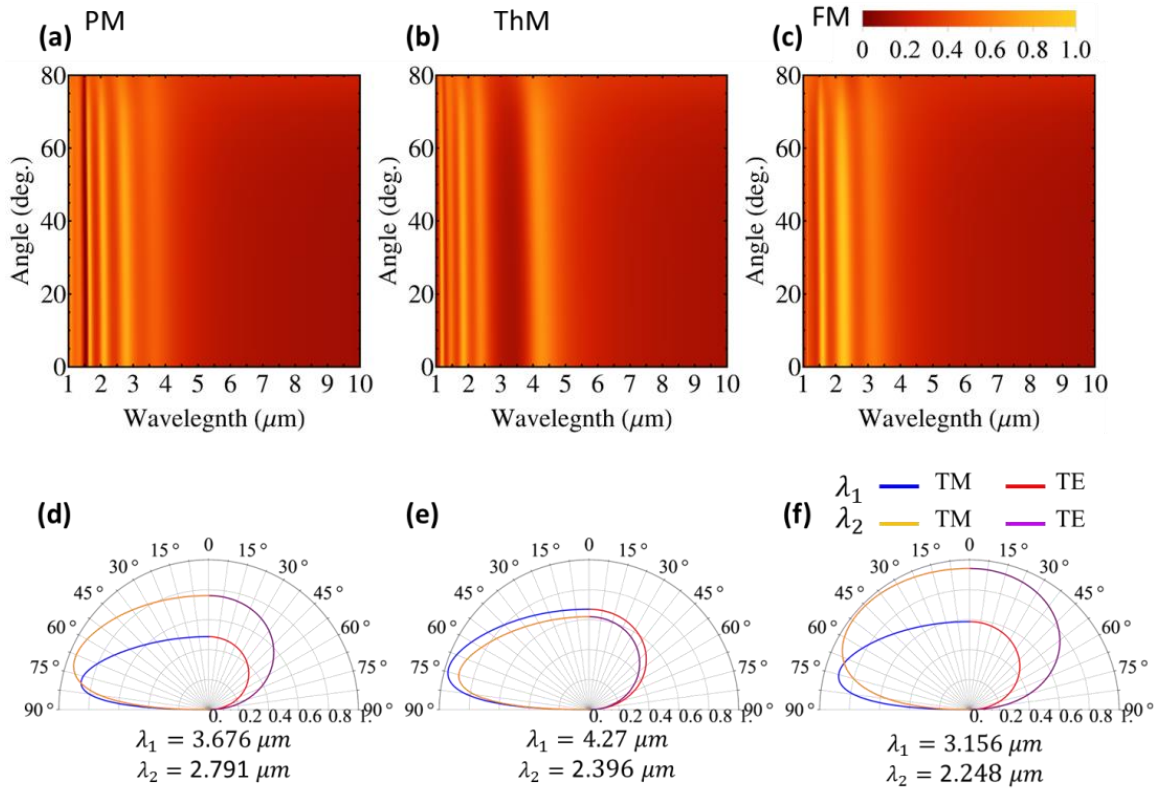 (a) PM
(b) ThM
(c) FM
0 0.2 0.4 0.6 0.8 1.0
80
60
40
20
0
Angle (deg.)
1 2 3 4 5 6 7 8 9 10
Wavelegnth (μm)
80
60
40
20
0
Angle (deg.)
1 2 3 4 5 6 7 8 9 10
Wavelegnth (μm)
80
60
40
20
0
Angle (deg.)
1 2 3 4 5 6 7 8 9 10
Wavelegnth (μm)
λ₁ TM TE
λ₂ TM TE
(d)
90° 75° 60° 45° 30° 15° 0 15° 30° 45° 60° 75° 90°
0. 0.2 0.4 0.6 0.8 1.
λ₁ = 3.676 μm
λ₂ = 2.791 μm
(e)
90° 75° 60° 45° 30° 15° 0 15° 30° 45° 60° 75° 90°
0. 0.2 0.4 0.6 0.8 1.
λ₁ = 4.27 μm
λ₂ = 2.396 μm
(f)
90° 75° 60° 45° 30° 15° 0 15° 30° 45° 60° 75° 90°
0. 0.2 0.4 0.6 0.8 1.
λ₁ = 3.156 μm
λ₂ = 2.248 μm